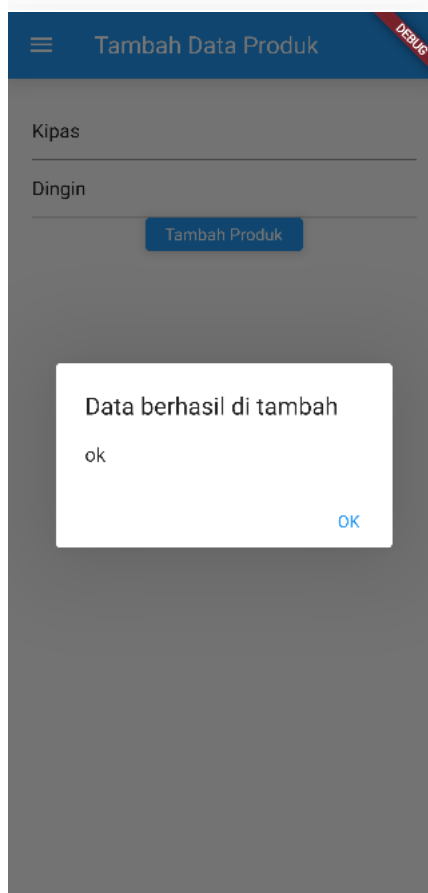 Tambah Data Produk
DEBUG
Kipas
Dingin
Tambah Produk
Data berhasil di tambah
ok
OK